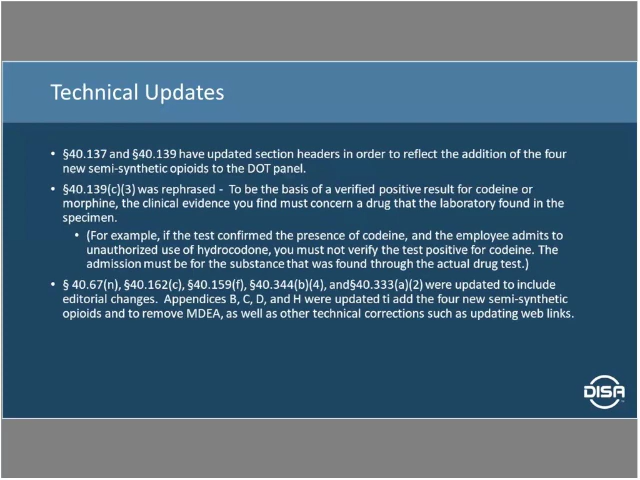 Technical Updates
• §40.137 and §40.139 have updated section headers in order to reflect the addition of the four
new semi-synthetic opioids to the DOT panel.
• §40.139(c)(3) was rephrased - To be the basis of a verified positive result for codeine or
morphine, the clinical evidence you find must concern a drug that the laboratory found in the
specimen.
• (For example, if the test confirmed the presence of codeine, and the employee admits to
unauthorized use of hydrocodone, you must not verify the test positive for codeine. The
admission must be for the substance that was found through the actual drug test.)
• § 40.67(n), §40.162(c), §40.159(f), §40.344(b)(4), and§40.333(a)(2) were updated to include
editorial changes. Appendices B, C, D, and H were updated ti add the four new semi-synthetic
opioids and to remove MDEA, as well as other technical corrections such as updating web links.
DISA